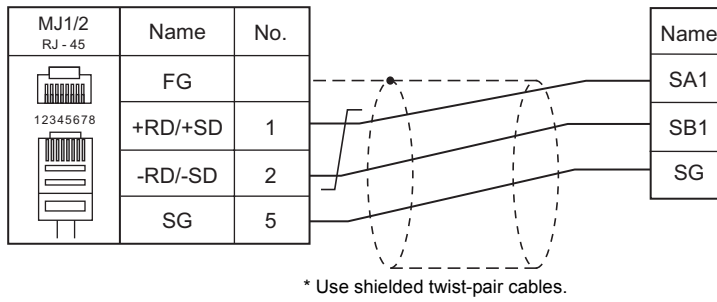 MJ1/2 Name No. Name
RJ - 45
FG SA1
12345678
+RD/+SD 1 SB1
-RD/-SD 2 SG
SG 5
* Use shielded twist-pair cables.